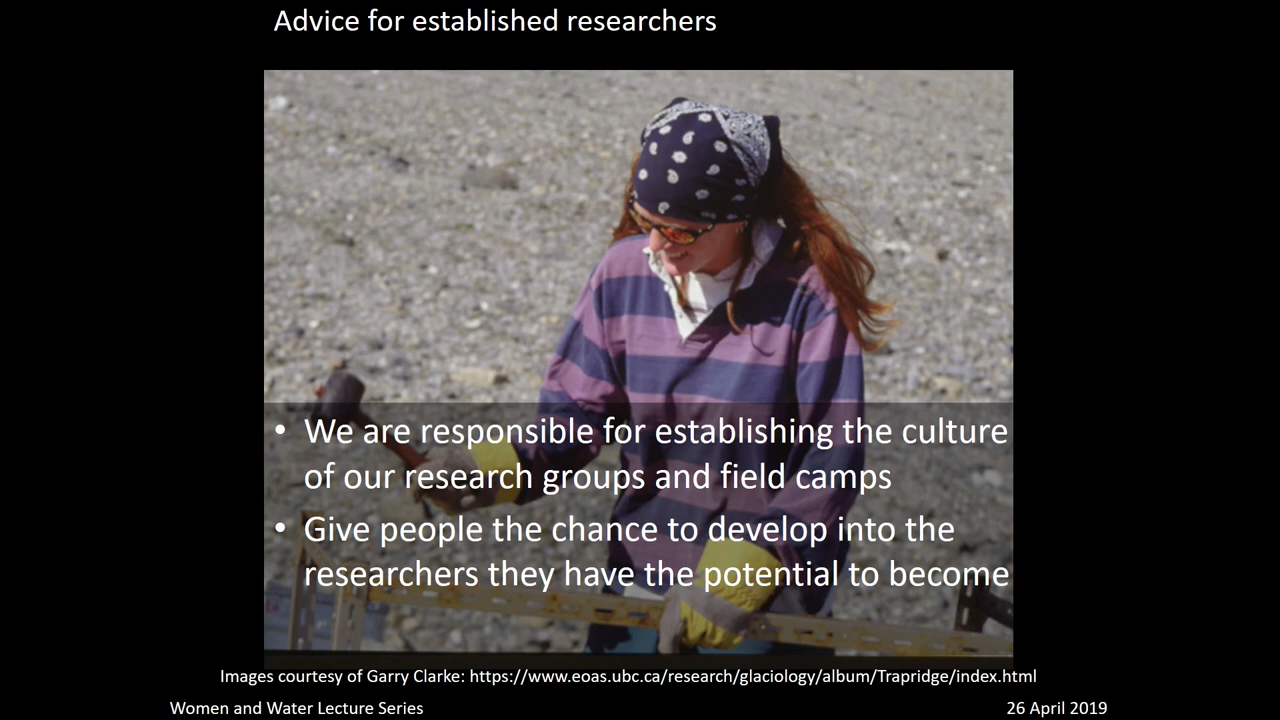 Advice for established researchers
• We are responsible for establishing the culture
of our research groups and field camps
• Give people the chance to develop into the
researchers they have the potential to become
Images courtesy of Garry Clarke: https://www.eoas.ubc.ca/research/glaciology/album/Trapridge/index.html
Women and Water Lecture Series
26 April 2019